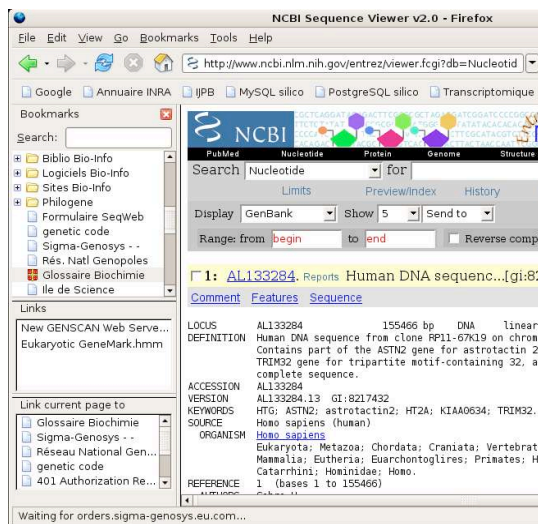 NCBI Sequence Viewer v2.0 - Firefox
File Edit View Go Bookmarks Tools Help
http://www.ncbi.nlm.nih.gov/entrez/viewer.fcgi?db=Nucleotid
Google Annuaire INRA IJPB MySQL silico PostgreSQL silico Transcriptomique
Bookmarks
Search:
Biblio Bio-Info
Logiciels Bio-Info
Sites Bio-Info
Philogene
Formulaire SeqWeb
genetic code
Sigma-Genosys - -
Rés. Natl Genopoles
Glossaire Biochimie
Ile de Science
Links
New GENSCAN Web Serve...
Eukaryotic GeneMark.hmm
Link current page to
Glossaire Biochimie
Sigma-Genosys - -
Réseau National Gen...
genetic code
401 Authorization Re...
NCBI
PubMed Nucleotide Protein Genome Structure
Search Nucleotide for
Limits Preview/Index History
Display GenBank Show 5 Send to
Range: from begin to end Reverse comp
1: AL133284. Reports Human DNA sequenc...[gi:82
Comment Features Sequence
LOCUS AL133284 155466 bp DNA linear
DEFINITION Human DNA sequence from clone RP11-67K19 on chrom
Contains part of the ASTN2 gene for astrotactin 2
TRIM32 gene for tripartite motif-containing 32, a
complete sequence.
ACCESSION AL133284
VERSION AL133284.13 GI:8217432
KEYWORDS HTG; ASTN2; astrotactin2; HT2A; KIAA0634; TRIM32.
SOURCE Homo sapiens (human)
ORGANISM Homo sapiens
Eukaryota; Metazoa; Chordata; Craniata; Vertebrat
Mammalia; Eutheria; Euarchontoglires; Primates; H
Catarrhini; Hominidae; Homo.
REFERENCE 1 (bases 1 to 155466)
Waiting for orders.sigma-genosys.eu.com...